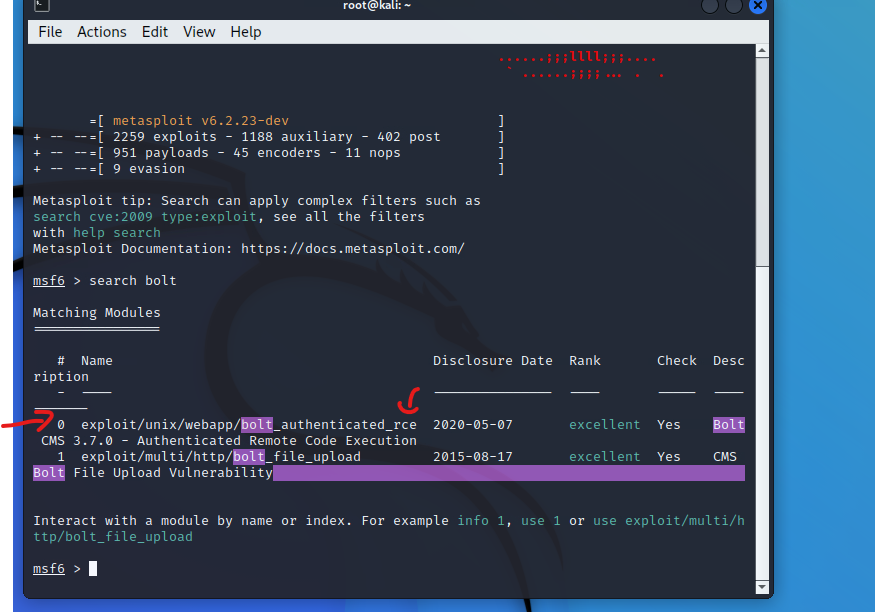 root@kali: ~
File Actions Edit View Help
......;;;llll;;;....
` ......;;;;... . .
=[ metasploit v6.2.23-dev ]
+ -- --=[ 2259 exploits - 1188 auxiliary - 402 post ]
+ -- --=[ 951 payloads - 45 encoders - 11 nops ]
+ -- --=[ 9 evasion ]
Metasploit tip: Search can apply complex filters such as
search cve:2009 type:exploit, see all the filters
with help search
Metasploit Documentation: https://docs.metasploit.com/
msf6 > search bolt
Matching Modules
================
# Name Disclosure Date Rank Check Desc
ription
- ---- --------------- ---- ----- ----
-------
0 exploit/unix/webapp/bolt_authenticated_rce 2020-05-07 excellent Yes Bolt
CMS 3.7.0 - Authenticated Remote Code Execution
1 exploit/multi/http/bolt_file_upload 2015-08-17 excellent Yes CMS
Bolt File Upload Vulnerability
Interact with a module by name or index. For example info 1, use 1 or use exploit/multi/h
ttp/bolt_file_upload
msf6 >